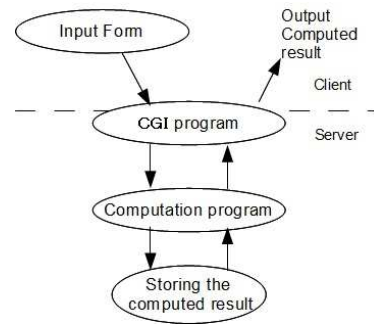 Input Form
Output
Computed
result
Client
CGI program
Server
Computation program
Storing the
computed result